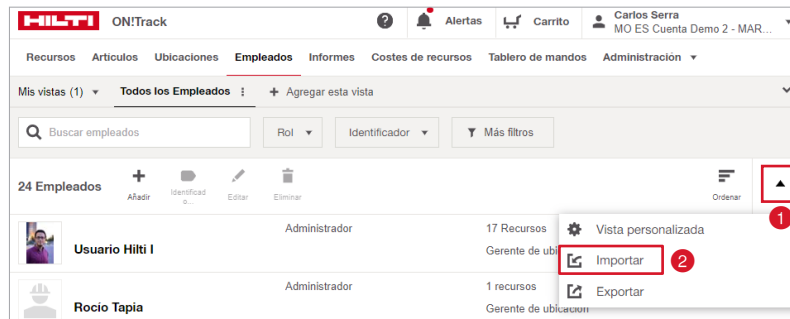 HILTI ON!Track
? Alertas Carrito Carlos Serra
MO ES Cuenta Demo 2 - MAR...
Recursos Artículos Ubicaciones Empleados Informes Costes de recursos Tablero de mandos Administración
Mis vistas (1) Todos los Empleados + Agregar esta vista
Buscar empleados Rol Identificador Más filtros
24 Empleados Añadir Identificad o... Editar Eliminar Ordenar
1
Administrador 17 Recursos
Usuario Hilti I Gerente de ubi
Vista personalizada
Importar 2
Exportar
Administrador 1 recursos
Rocío Tapia Gerente de ubicación